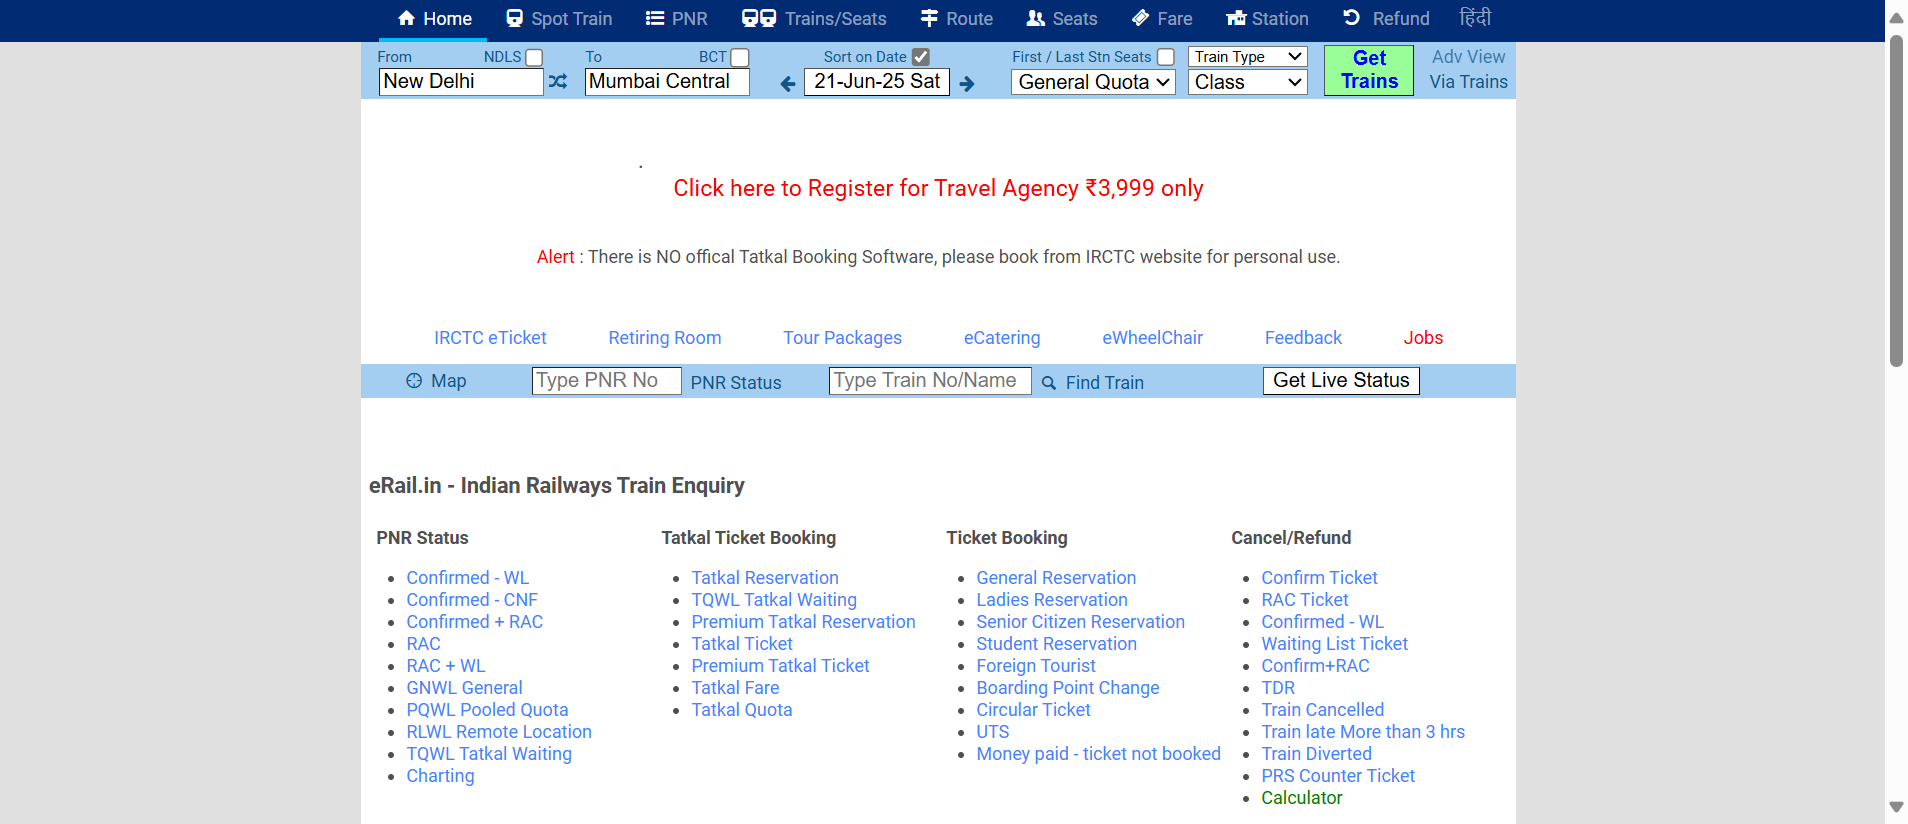 Home Spot Train PNR Trains/Seats Route Seats Fare Station Refund हिंदी
From NDLS To BCT Sort on Date First / Last Stn Seats Train Type Get Trains Adv View
New Delhi Mumbai Central 21-Jun-25 Sat General Quota Class Via Trains
.
Click here to Register for Travel Agency ₹3,999 only
Alert : There is NO offical Tatkal Booking Software, please book from IRCTC website for personal use.
IRCTC eTicket Retiring Room Tour Packages eCatering eWheelChair Feedback Jobs
Map Type PNR No PNR Status Type Train No/Name Find Train Get Live Status
eRail.in - Indian Railways Train Enquiry
PNR Status
Confirmed - WL
Confirmed - CNF
Confirmed + RAC
RAC
RAC + WL
GNWL General
PQWL Pooled Quota
RLWL Remote Location
TQWL Tatkal Waiting
Charting
Tatkal Ticket Booking
Tatkal Reservation
TQWL Tatkal Waiting
Premium Tatkal Reservation
Tatkal Ticket
Premium Tatkal Ticket
Tatkal Fare
Tatkal Quota
Ticket Booking
General Reservation
Ladies Reservation
Senior Citizen Reservation
Student Reservation
Foreign Tourist
Boarding Point Change
Circular Ticket
UTS
Money paid - ticket not booked
Cancel/Refund
Confirm Ticket
RAC Ticket
Confirmed - WL
Waiting List Ticket
Confirm+RAC
TDR
Train Cancelled
Train late More than 3 hrs
Train Diverted
PRS Counter Ticket
Calculator